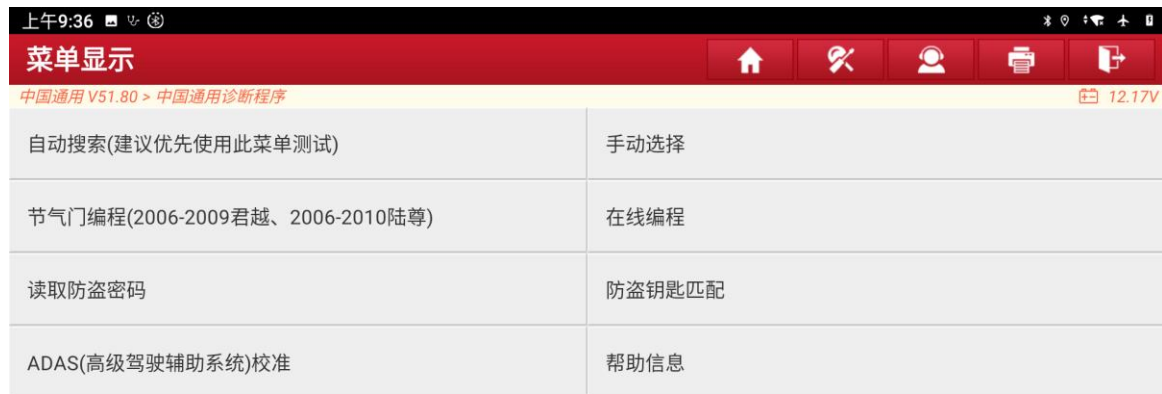 上午9:36
菜单显示
中国通用 V51.80 > 中国通用诊断程序
12.17V
自动搜索(建议优先使用此菜单测试)
手动选择
节气门编程(2006-2009君越、2006-2010陆尊)
在线编程
读取防盗密码
防盗钥匙匹配
ADAS(高级驾驶辅助系统)校准
帮助信息